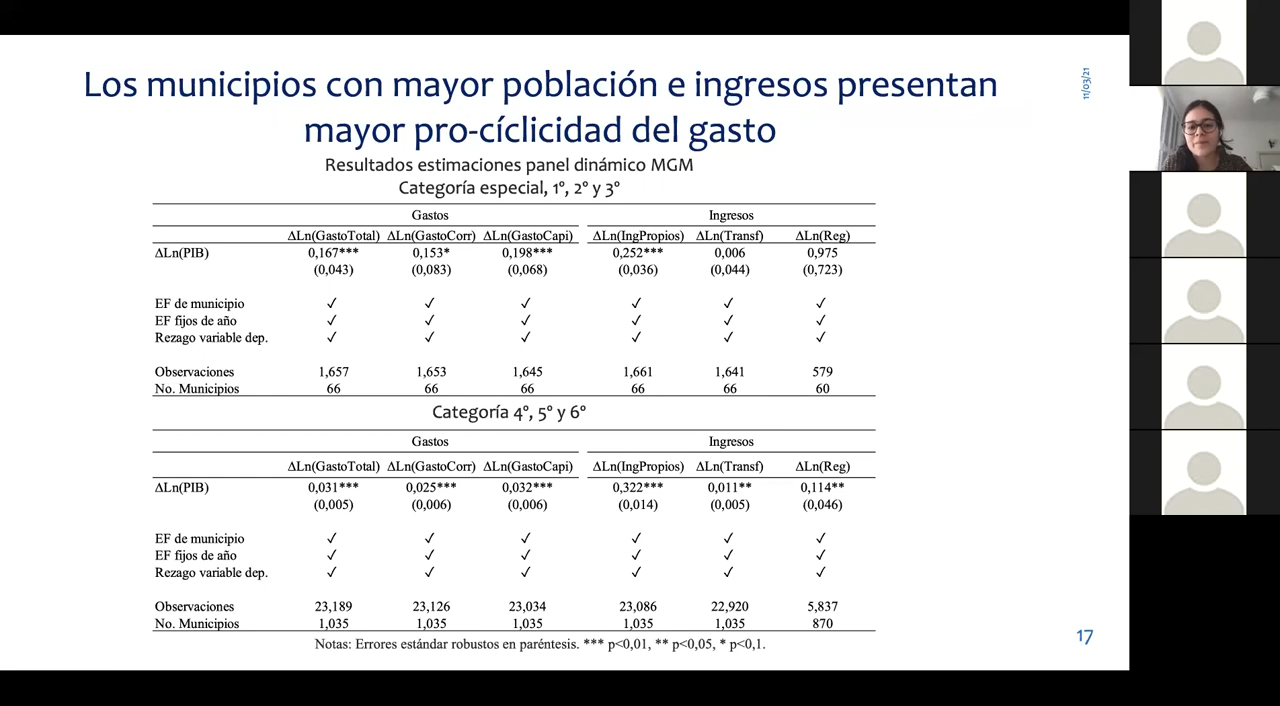 Los municipios con mayor población e ingresos presentan
mayor pro-cíclicidad del gasto
11/03/21
Resultados estimaciones panel dinámico MGM
Categoría especial, 1º, 2º y 3º
Gastos Ingresos
ΔLn(GastoTotal) ΔLn(GastoCorr) ΔLn(GastoCapi) ΔLn(IngPropios) ΔLn(Transf) ΔLn(Reg)
ΔLn(PIB) 0,167*** 0,153* 0,198*** 0,252*** 0,006 0,975
(0,043) (0,083) (0,068) (0,036) (0,044) (0,723)
EF de municipio ✓ ✓ ✓ ✓ ✓ ✓
EF fijos de año ✓ ✓ ✓ ✓ ✓ ✓
Rezago variable dep. ✓ ✓ ✓ ✓ ✓ ✓
Observaciones 1,657 1,653 1,645 1,661 1,641 579
No. Municipios 66 66 66 66 66 60
Categoría 4º, 5º y 6º
Gastos Ingresos
ΔLn(GastoTotal) ΔLn(GastoCorr) ΔLn(GastoCapi) ΔLn(IngPropios) ΔLn(Transf) ΔLn(Reg)
ΔLn(PIB) 0,031*** 0,025*** 0,032*** 0,322*** 0,011** 0,114**
(0,005) (0,006) (0,006) (0,014) (0,005) (0,046)
EF de municipio ✓ ✓ ✓ ✓ ✓ ✓
EF fijos de año ✓ ✓ ✓ ✓ ✓ ✓
Rezago variable dep. ✓ ✓ ✓ ✓ ✓ ✓
Observaciones 23,189 23,126 23,034 23,086 22,920 5,837
No. Municipios 1,035 1,035 1,035 1,035 1,035 870
Notas: Errores estándar robustos en paréntesis. *** p<0,01, ** p<0,05, * p<0,1.
17